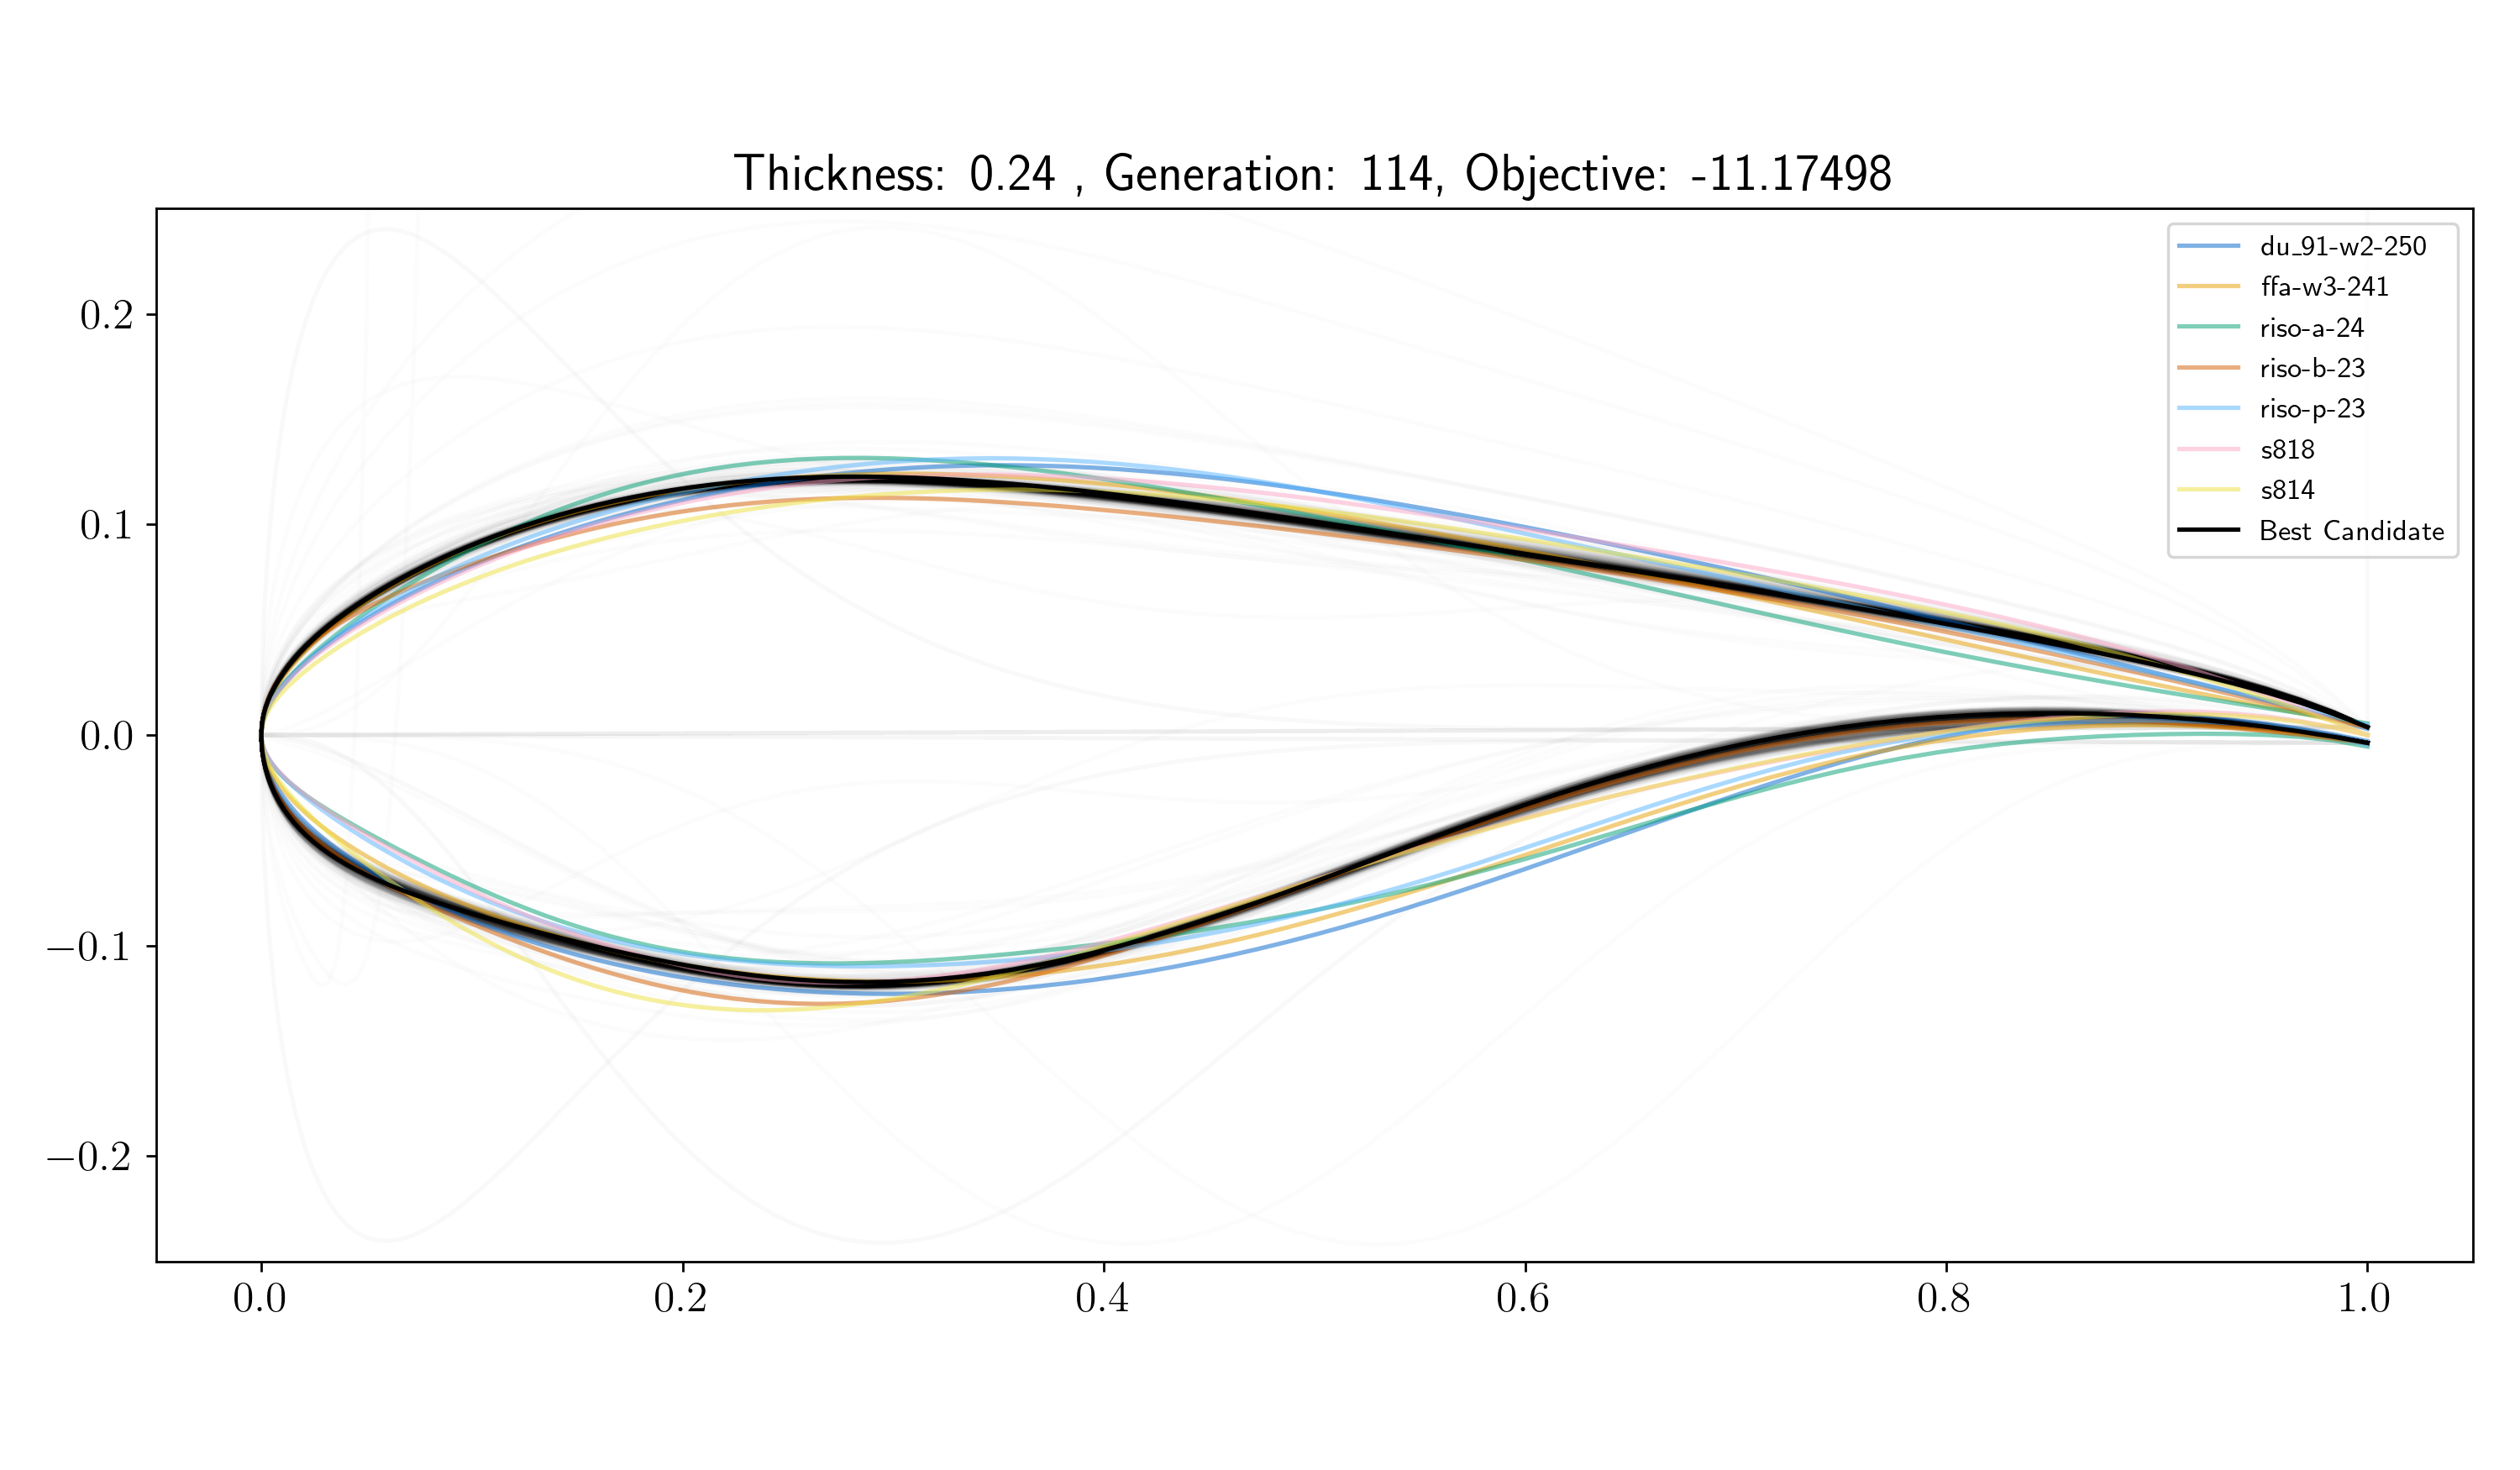 Thickness: 0.24 , Generation: 114, Objective: -11.17498
du_91-w2-250
ffa-w3-241
riso-a-24
riso-b-23
riso-p-23
s818
s814
Best Candidate
0.2
0.1
0.0
−0.1
−0.2
0.0 0.2 0.4 0.6 0.8 1.0